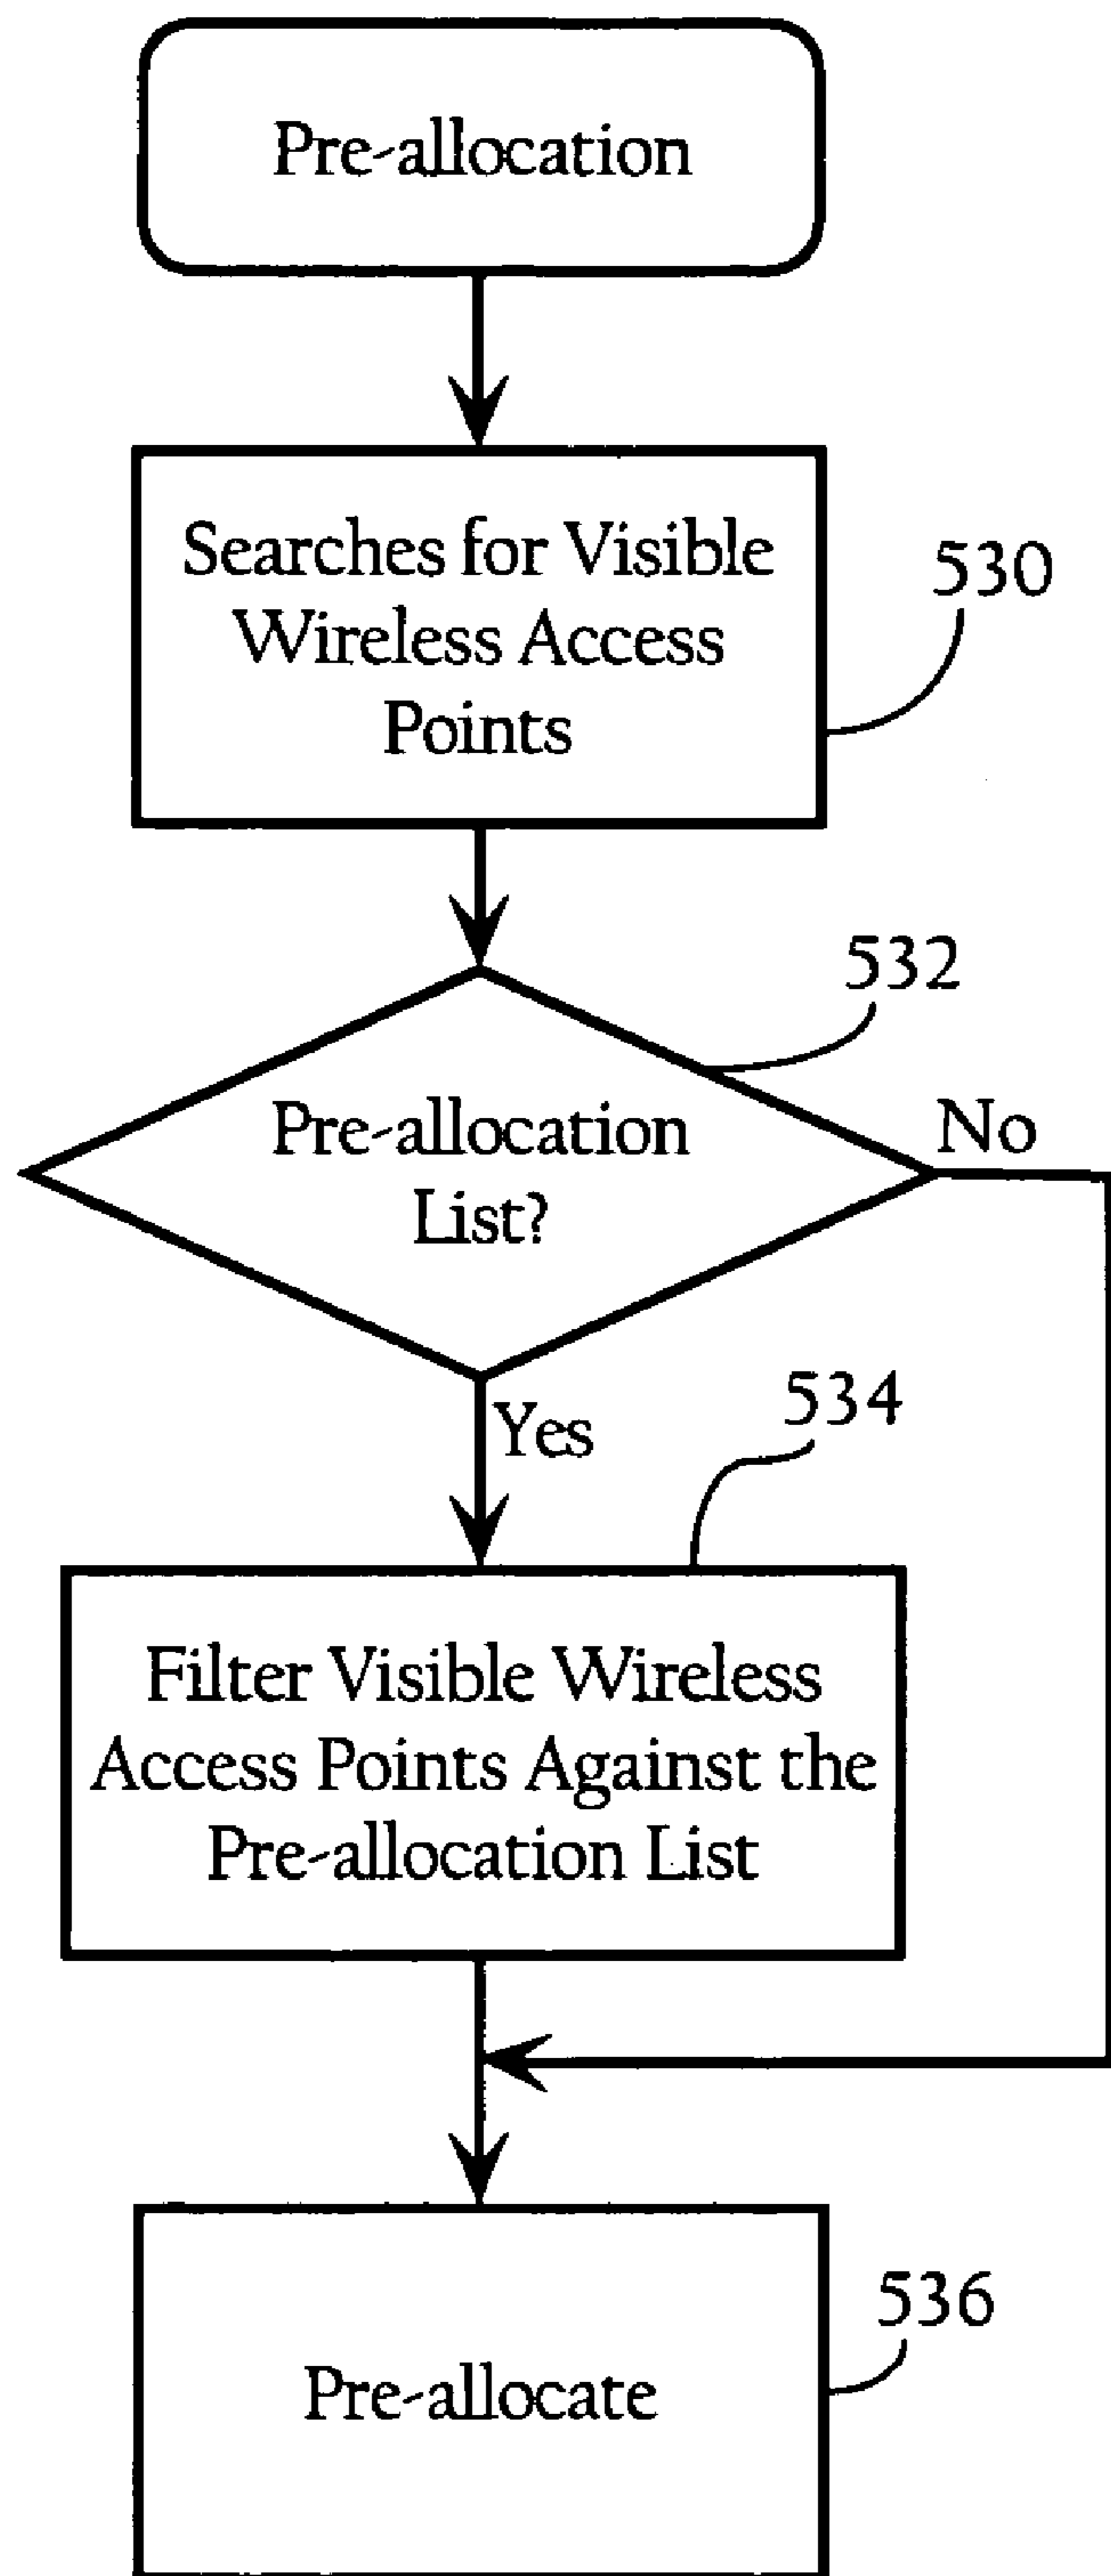 Pre-allocation
Searches for Visible
Wireless Access
Points
530
532
Pre-allocation
List?
No
Yes
534
Filter Visible Wireless
Access Points Against the
Pre-allocation List
Pre-allocate
536